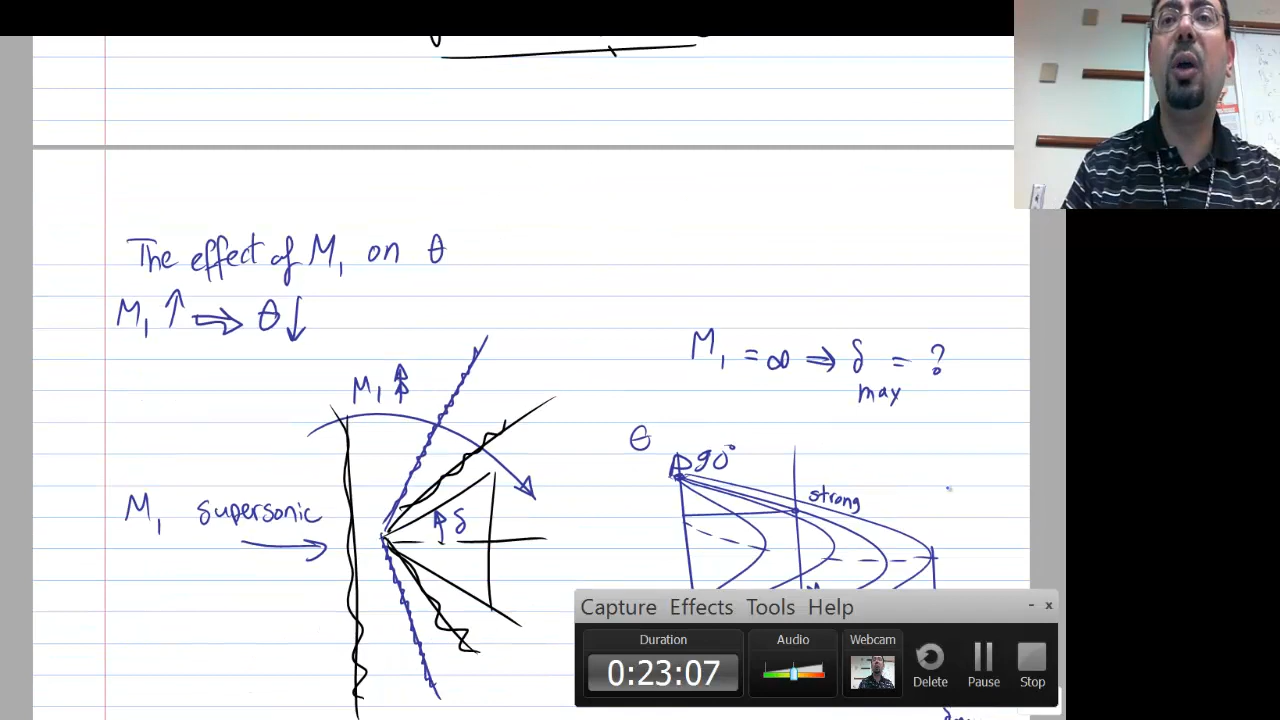 The effect of M₁ on θ
M₁ ↑ ⇒ θ ↓
M₁ = ∞ ⇒ δ max = ?
M₁ ↑
θ
90°
strong
M₁ supersonic
δ
Capture Effects Tools Help
Duration Audio Webcam
0:23:07
Delete Pause Stop